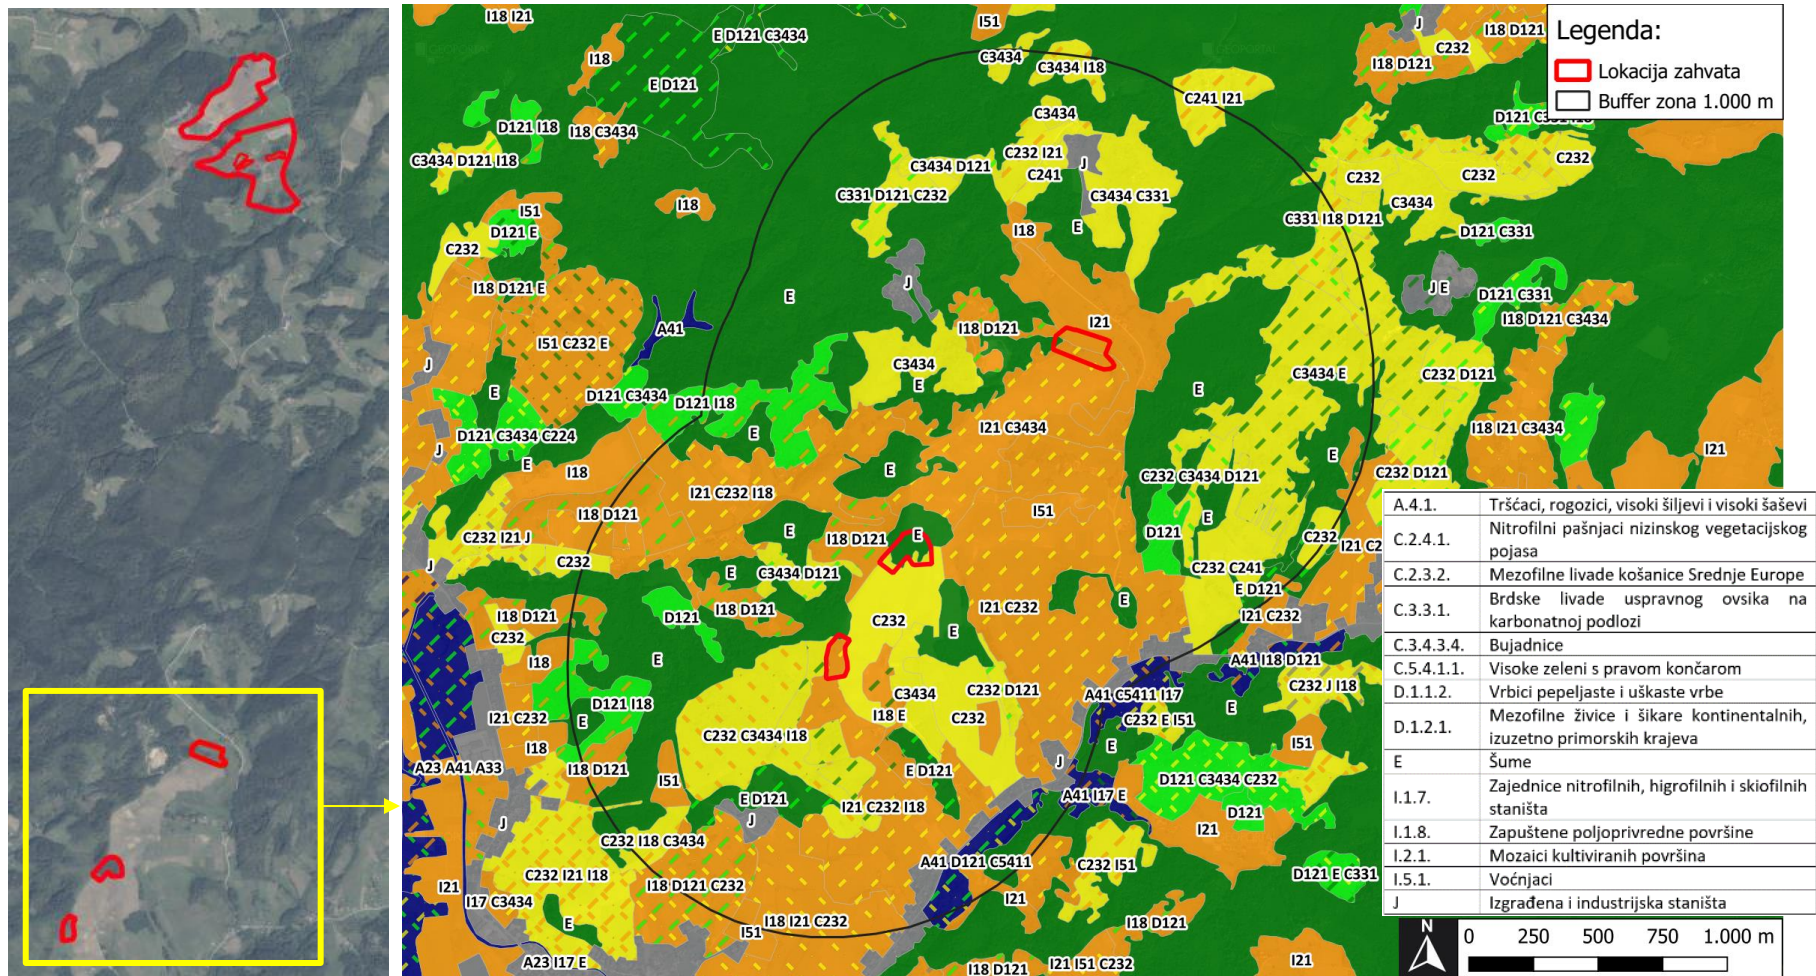 I18 I21
I51
J
I18 D121
C232
I18 D121
Legenda:
Lokacija zahvata
Buffer zona 1.000 m
E D121 C3434
C3434
C3434 I18
I18
E D121
C241 I21
C3434
D121 I18
I18 C3434
C3434 D121 I18
C232 I21
C241
J
C3434 D121
C331 D121 C232
C3434 C331
C232
C232
C232
C3434
I51
D121 E
I18
C232
E
I18
C331 I18 D121
D121 C331
I18 D121 E
E
J
J E
D121 C331
I18 D121 C3434
A41
I18 D121
I21
I51 C232 E
J
C3434
E
E
D121 C3434
D121 I18
E
C3434 E
C232 D121
D121 C3434 C224
E
E
I21 C3434
I18 I21 C3434
J
I21
I18
E
I21 C232 I18
C232 C3434 D121
E
C232 D121
I18 D121
I51
E
C232 I21 J
E
I18 D121
E
D121
C232
J
C232
E
C3434 D121
C232 C241
E D121
I18 D121
C232
I18 D121
D121
C232
I21 C232
E
E
I21 C232
I18
E
A41 I18 D121
C232 D121
C3434
A41 C5411 I17
C232 J I18
D121 I18
E
I21 C232
I18 E
C232
C232 E I51
E
I18
C232 C3434 I18
E
I51
A23 A41 A33
I18 D121
I51
E D121
J
D121 C3434 C232
E D121
A41 I17 E
J
J
I21 C232 I18
D121
I21
C232 I18 C3434
A41 D121 C5411
C232 I51
C232 I21 I18
I21
I18 D121 C232
D121 E C331
I17 C3434
E
I21
I18 I21 C232
I51
I18 D121
A23 I17 E
I18 D121
I21 I51 C232
I21
A.4.1. Tršćaci, rogozici, visoki šiljevi i visoki šaševi
C.2.4.1. Nitrofilni pašnjaci nizinskog vegetacijskog
pojasa
C.2.3.2. Mezofilne livade košanice Srednje Europe
C.3.3.1. Brdske livade uspravnog ovsika na
karbonatnoj podlozi
C.3.4.3.4. Bujadnice
C.5.4.1.1. Visoke zeleni s pravom končarom
D.1.1.2. Vrbici pepeljaste i uškaste vrbe
D.1.2.1. Mezofilne živice i šikare kontinentalnih,
izuzetno primorskih krajeva
E Šume
I.1.7. Zajednice nitrofilnih, higrofilnih i skiofilnih
staništa
I.1.8. Zapuštene poljoprivredne površine
I.2.1. Mozaici kultiviranih površina
I.5.1. Voćnjaci
J Izgrađena i industrijska staništa
N
0 250 500 750 1.000 m